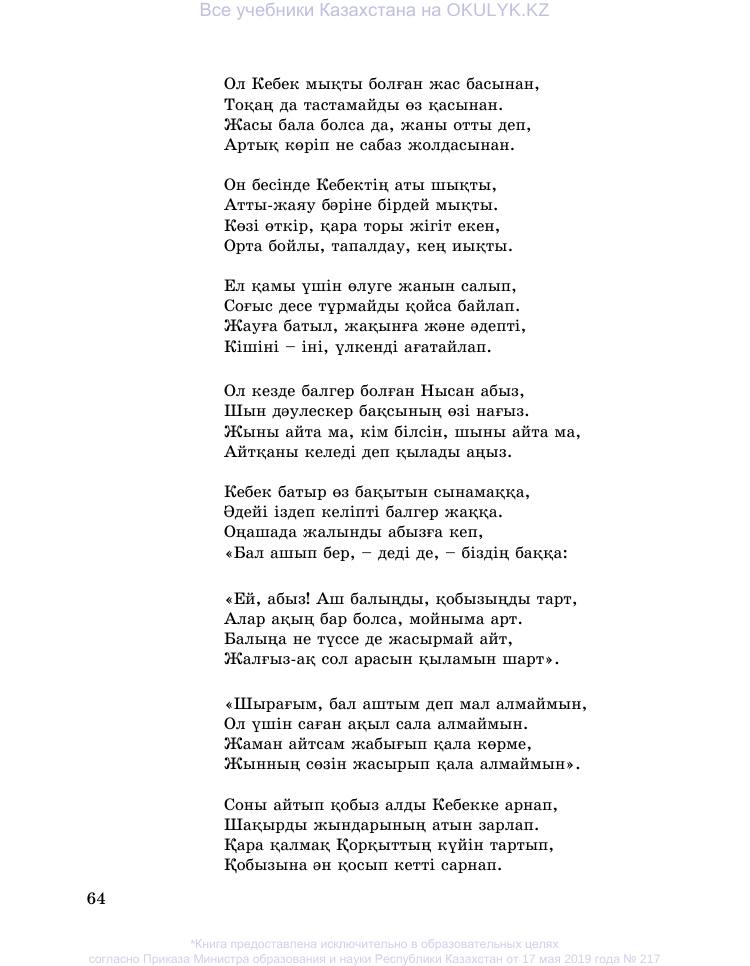 Все учебники Казахстана на OKULYK.KZ
Ол Кебек мықты болған жас басынан,
Тоқаң да тастамайды өз қасынан.
Жасы бала болса да, жаны отты деп,
Артық көріп не сабаз жолдасынан.
Он бесінде Кебектің аты шықты,
Атты-жаяу бәріне бірдей мықты.
Көзі өткір, қара торы жігіт екен,
Орта бойлы, тапалдау, кең иықты.
Ел қамы үшін өлуге жанын салып,
Соғыс десе тұрмайды қойса байлап.
Жауға батыл, жақынға және әдепті,
Кішіні – іні, үлкенді ағатайлап.
Ол кезде балгер болған Нысан абыз,
Шын дәулескер бақсының өзі нағыз.
Жыны айта ма, кім білсін, шыны айта ма,
Айтқаны келеді деп қылады аңыз.
Кебек батыр өз бақытын сынамаққа,
Әдейі іздеп келіпті балгер жаққа.
Оңашада жалынды абызға кеп,
«Бал ашып бер, – деді де, – біздің баққа:
«Ей, абыз! Аш балыңды, қобызыңды тарт,
Алар ақың бар болса, мойныма арт.
Балыңа не түссе де жасырмай айт,
Жалғыз-ақ сол арасын қыламын шарт».
«Шырағым, бал аштым деп мал алмаймын,
Ол үшін саған ақыл сала алмаймын.
Жаман айтсам жабығып қала көрме,
Жынның сөзін жасырып қала алмаймын».
Соны айтып қобыз алды Кебекке арнап,
Шақырды жындарының атын зарлап.
Қара қалмақ Қорқыттың күйін тартып,
Қобызына ән қосып кетті сарнап.
64
*Книга предоставлена исключительно в образовательных целях
согласно Приказа Министра образования и науки Республики Казахстан от 17 мая 2019 года № 217